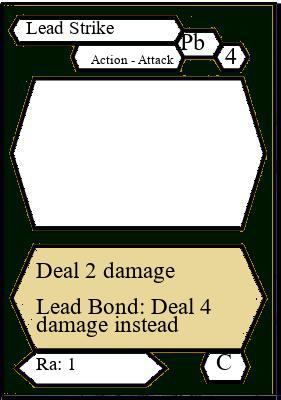 Lead Strike
Pb
Action - Attack
4
Deal 2 damage
Lead Bond: Deal 4
damage instead
Ra: 1
C